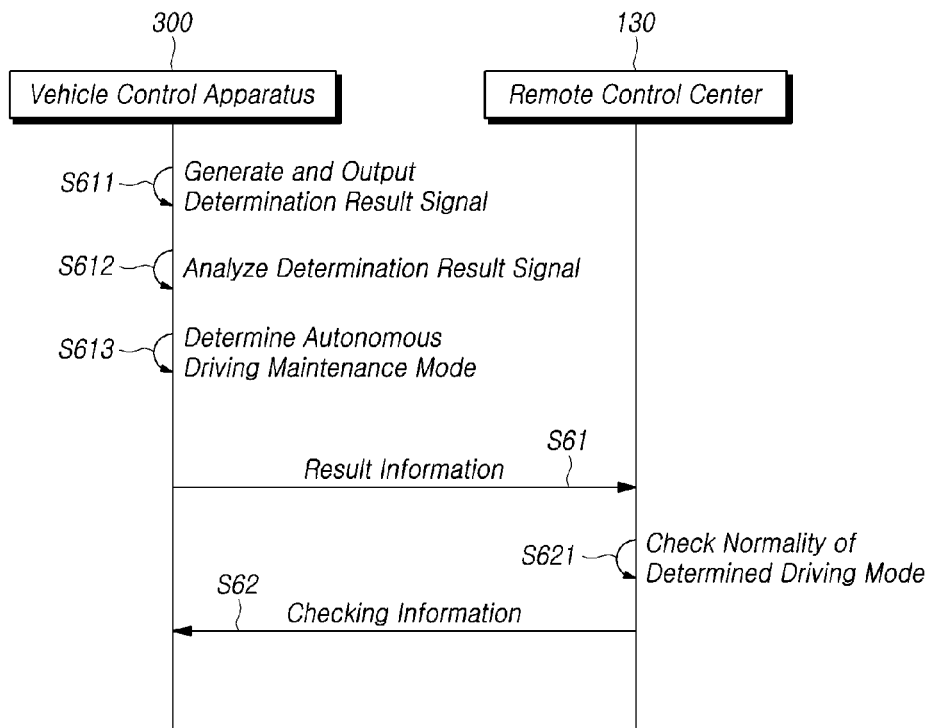 300
130
Vehicle Control Apparatus
Remote Control Center
S611
Generate and Output
Determination Result Signal
S612
Analyze Determination Result Signal
S613
Determine Autonomous
Driving Maintenance Mode
S61
Result Information
S621
Check Normality of
Determined Driving Mode
S62
Checking Information